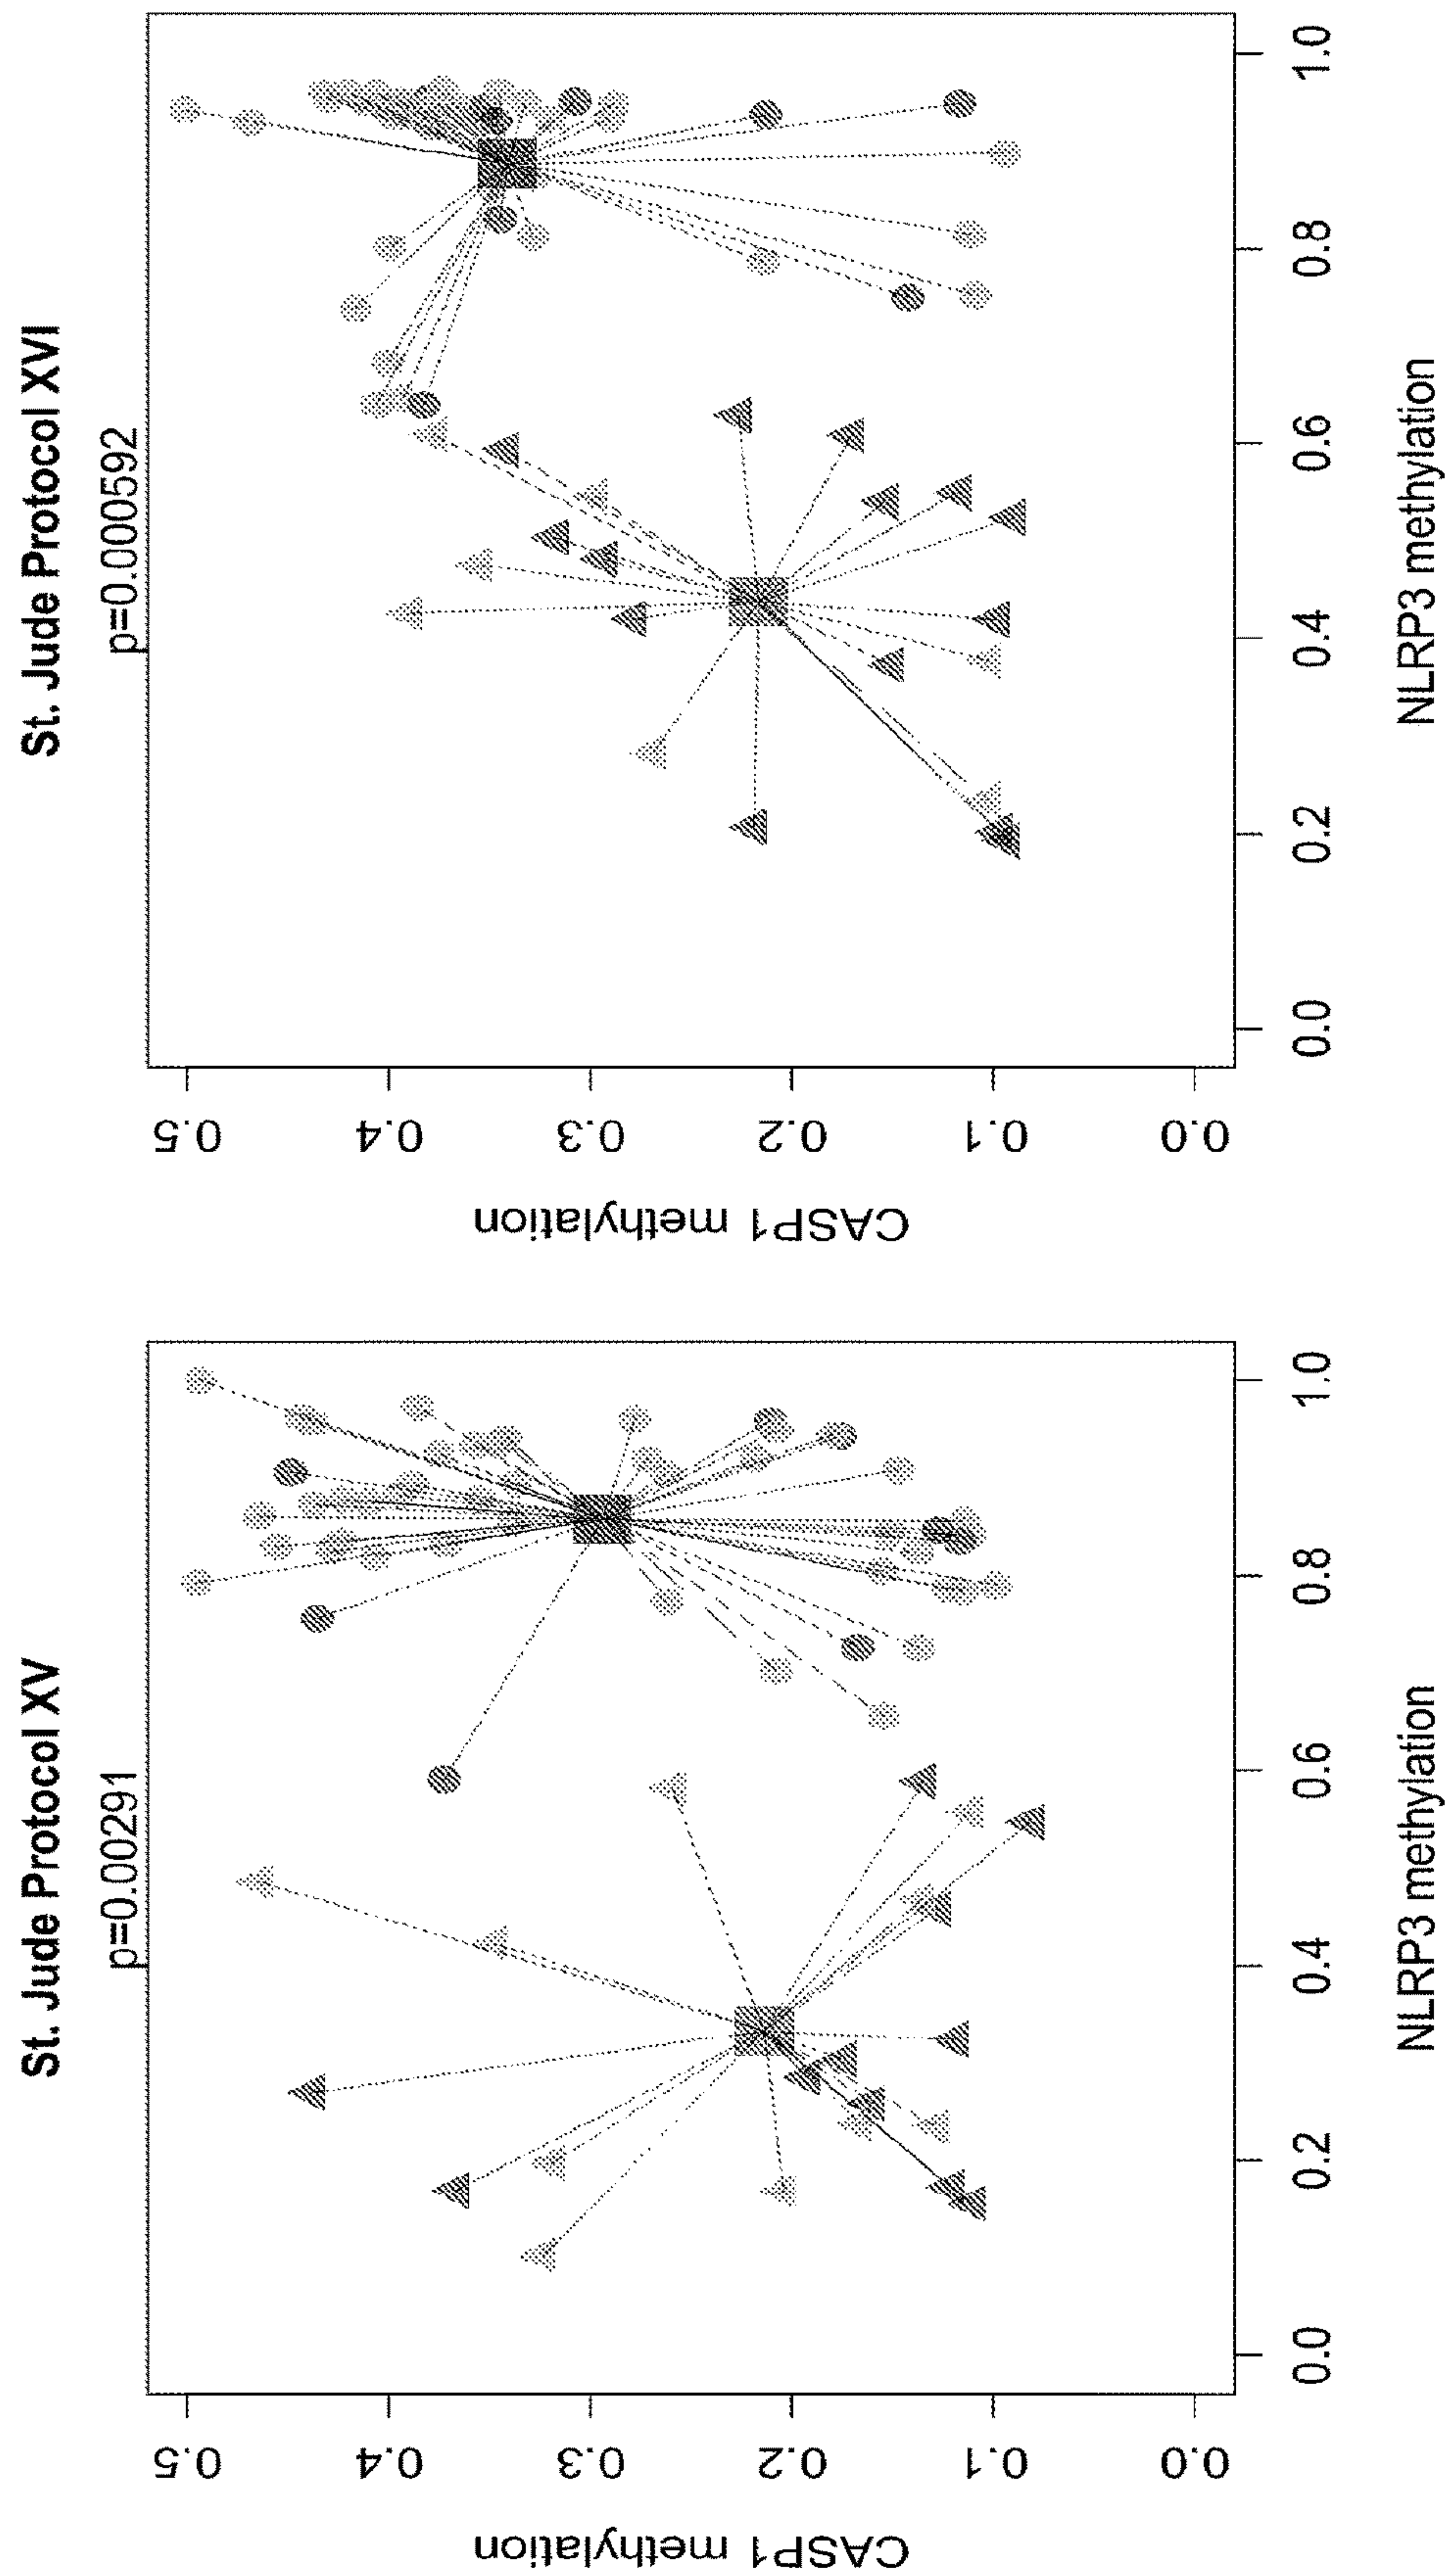 St. Jude Protocol XV
p=0.00291
CASP1 methylation
0.5
0.4
0.3
0.2
0.1
0.0
0.0 0.2 0.4 0.6 0.8 1.0
NLRP3 methylation
St. Jude Protocol XVI
p=0.000592
CASP1 methylation
0.5
0.4
0.3
0.2
0.1
0.0
0.0 0.2 0.4 0.6 0.8 1.0
NLRP3 methylation